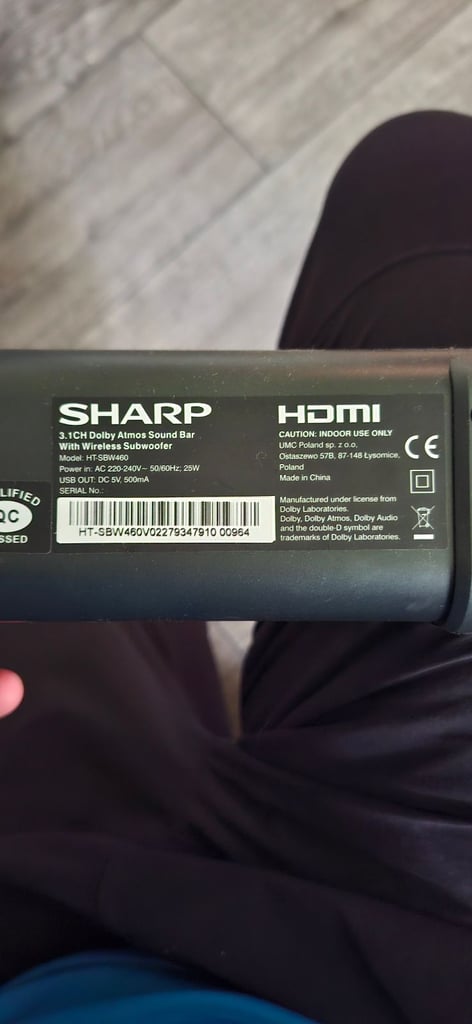 SHARP
3.1CH Dolby Atmos Sound Bar
With Wireless Subwoofer
Model: HT-SBW460
Power in: AC 220-240V~ 50/60Hz; 25W
USB OUT: DC 5V, 500mA
SERIAL No.:
HT-SBW460V02279347910 00964
HDMI
CAUTION: INDOOR USE ONLY
UMC Poland sp. z o.o.
Ostaszewo 57B, 87-148 Łysomice,
Poland
Made in China
CE
Manufactured under license from
Dolby Laboratories.
Dolby, Dolby Atmos, Dolby Audio
and the double-D symbol are
trademarks of Dolby Laboratories.
LIFIED
QC
SSED